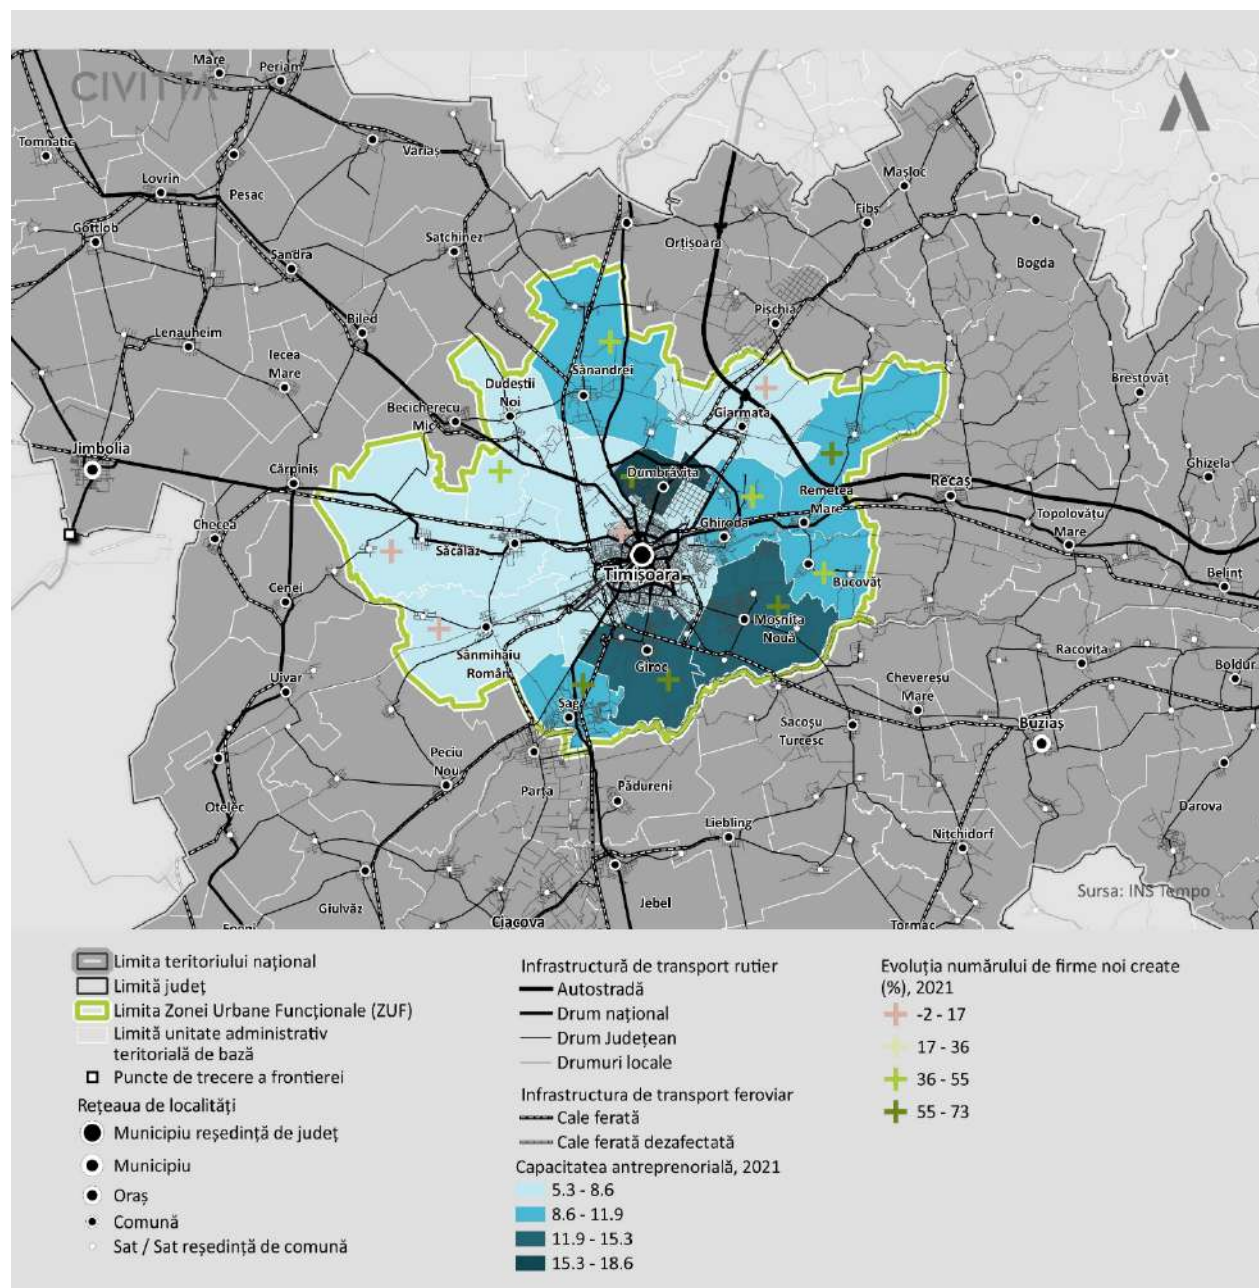 CIVITTA
Mare
Periam
Tomnatic
Variaș
Lovrin
Pesac
Mașloc
Fibș
Gottlob
Satchinez
Orțișoara
Sandra
Bogda
Pișchia
Biled
Lenauheim
Iecea
Mare
Sânandrei
Dudeștii
Noi
Brestovăț
Becicherecu
Mic
Giarmata
Jimbolia
Cărpiniș
Dumbrăvița
Ghizela
Remetea
Mare
Recaș
Checea
Ghiroda
Topolovățu
Mare
Săcălaz
Timișoara
Bucovăț
Belinț
Cenei
Moșnița
Nouă
Sânmihaiu
Român
Giroc
Racovița
Boldur
Uivar
Chevereșu
Mare
Șag
Sacoșu
Turcesc
Buziaș
Peciu
Nou
Parța
Pădureni
Otelec
Darova
Liebling
Nițchidorf
Sursa: INS Tempo
Giulvăz
Ciacova
Jebel
Tormac
Limita teritoriului național
Limită județ
Limita Zonei Urbane Funcționale (ZUF)
Limită unitate administrativ
teritorială de bază
Puncte de trecere a frontierei
Rețeaua de localități
Municipiu reședință de județ
Municipiu
Oraș
Comună
Sat / Sat reședință de comună
Infrastructură de transport rutier
Autostradă
Drum național
Drum Județean
Drumuri locale
Infrastructura de transport feroviar
Cale ferată
Cale ferată dezafectată
Capacitatea antreprenorială, 2021
5.3 - 8.6
8.6 - 11.9
11.9 - 15.3
15.3 - 18.6
Evoluția numărului de firme noi create
(%), 2021
-2 - 17
17 - 36
36 - 55
55 - 73